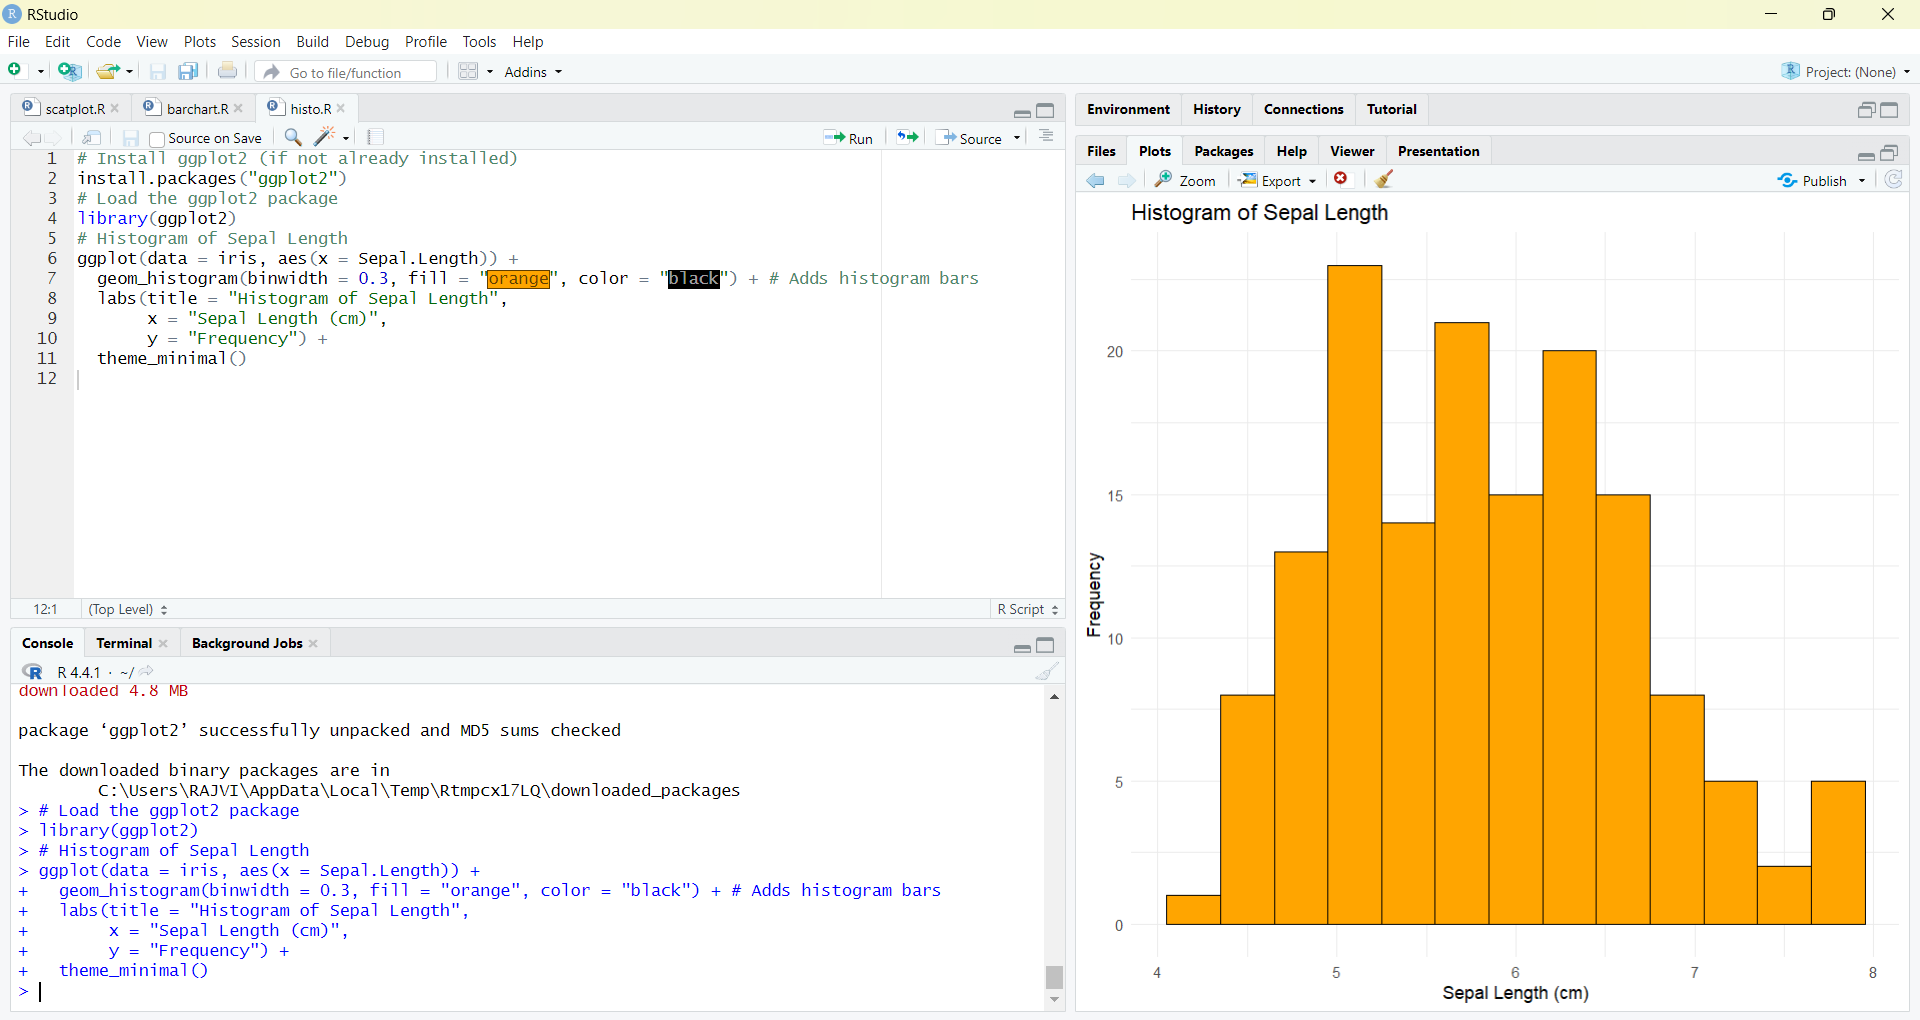 RStudio
File Edit Code View Plots Session Build Debug Profile Tools Help
Go to file/function Addins Project: (None)
scatplot.R barchart.R histo.R
Source on Save Run Source
1 # Install ggplot2 (if not already installed)
2 install.packages("ggplot2")
3 # Load the ggplot2 package
4 library(ggplot2)
5 # Histogram of Sepal Length
6 ggplot(data = iris, aes(x = Sepal.Length)) +
7   geom_histogram(binwidth = 0.3, fill = "orange", color = "black") + # Adds histogram bars
8   labs(title = "Histogram of Sepal Length",
9        x = "Sepal Length (cm)",
10        y = "Frequency") +
11   theme_minimal()
12
12:1 (Top Level) R Script
Console Terminal Background Jobs
R R 4.4.1 · ~/
downloaded 4.8 MB
package ‘ggplot2’ successfully unpacked and MD5 sums checked
The downloaded binary packages are in
        C:\Users\RAJVI\AppData\Local\Temp\Rtmpcx17LQ\downloaded_packages
> # Load the ggplot2 package
> library(ggplot2)
> # Histogram of Sepal Length
> ggplot(data = iris, aes(x = Sepal.Length)) +
+   geom_histogram(binwidth = 0.3, fill = "orange", color = "black") + # Adds histogram bars
+   labs(title = "Histogram of Sepal Length",
+        x = "Sepal Length (cm)",
+        y = "Frequency") +
+   theme_minimal()
>
Environment History Connections Tutorial
Files Plots Packages Help Viewer Presentation
Zoom Export Publish
Histogram of Sepal Length
20
15
10
5
0
Frequency
4 5 6 7 8
Sepal Length (cm)